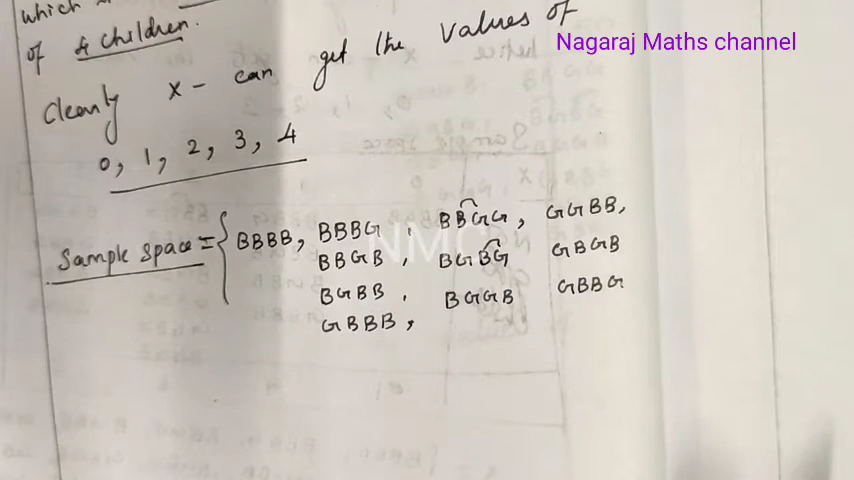 which
of 4 children.
Clearly x - can get the values of
0, 1, 2, 3, 4
Sample space = { BBBB, BBBG, BBGG, GGBB,
BBGB, BGBG GBGB
BGBB, BGGB GBBG
GBBB,
Nagaraj Maths channel
NMC